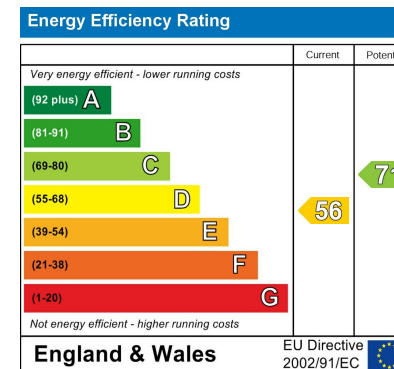 Energy Efficiency Rating
Current Potent
Very energy efficient - lower running costs
(92 plus) A
(81-91) B
(69-80) C
71
(55-68) D
56
(39-54) E
(21-38) F
(1-20) G
Not energy efficient - higher running costs
England & Wales
EU Directive
2002/91/EC